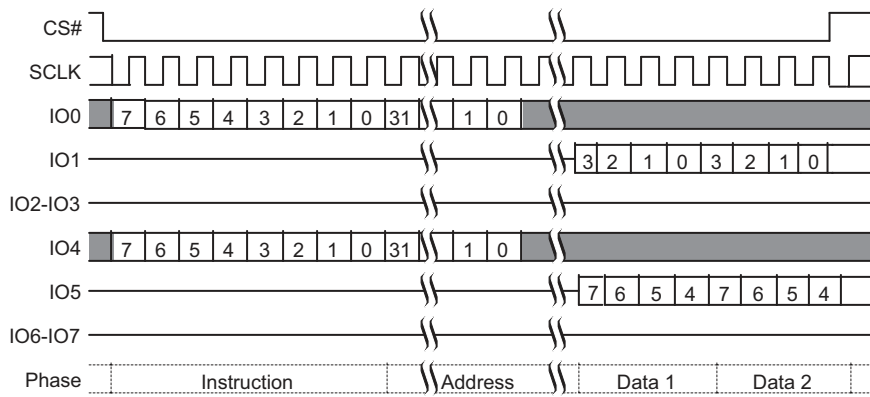 CS#
SCLK
IO0 7 6 5 4 3 2 1 0 31 1 0
IO1 3 2 1 0 3 2 1 0
IO2-IO3
IO4 7 6 5 4 3 2 1 0 31 1 0
IO5 7 6 5 4 7 6 5 4
IO6-IO7
Phase Instruction Address Data 1 Data 2